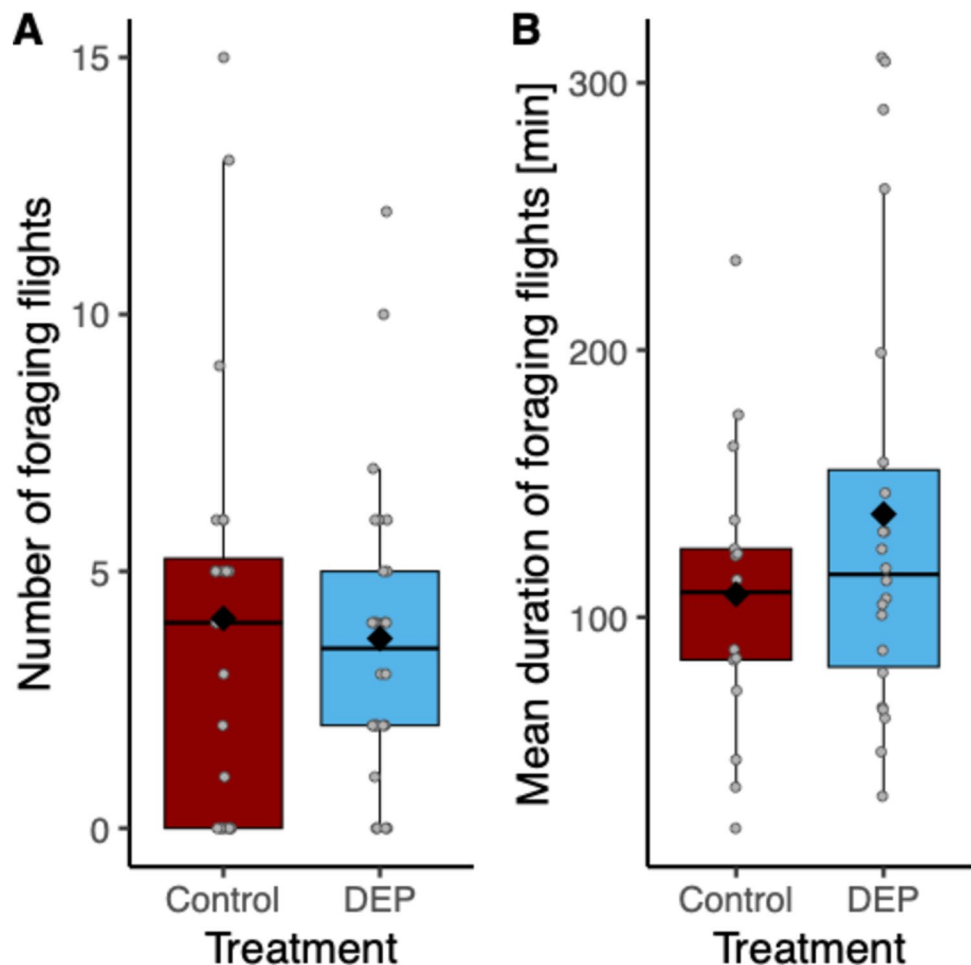 A
Number of foraging flights
15
10
5
0
Control
DEP
Treatment
B
Mean duration of foraging flights [min]
300
200
100
Control
DEP
Treatment